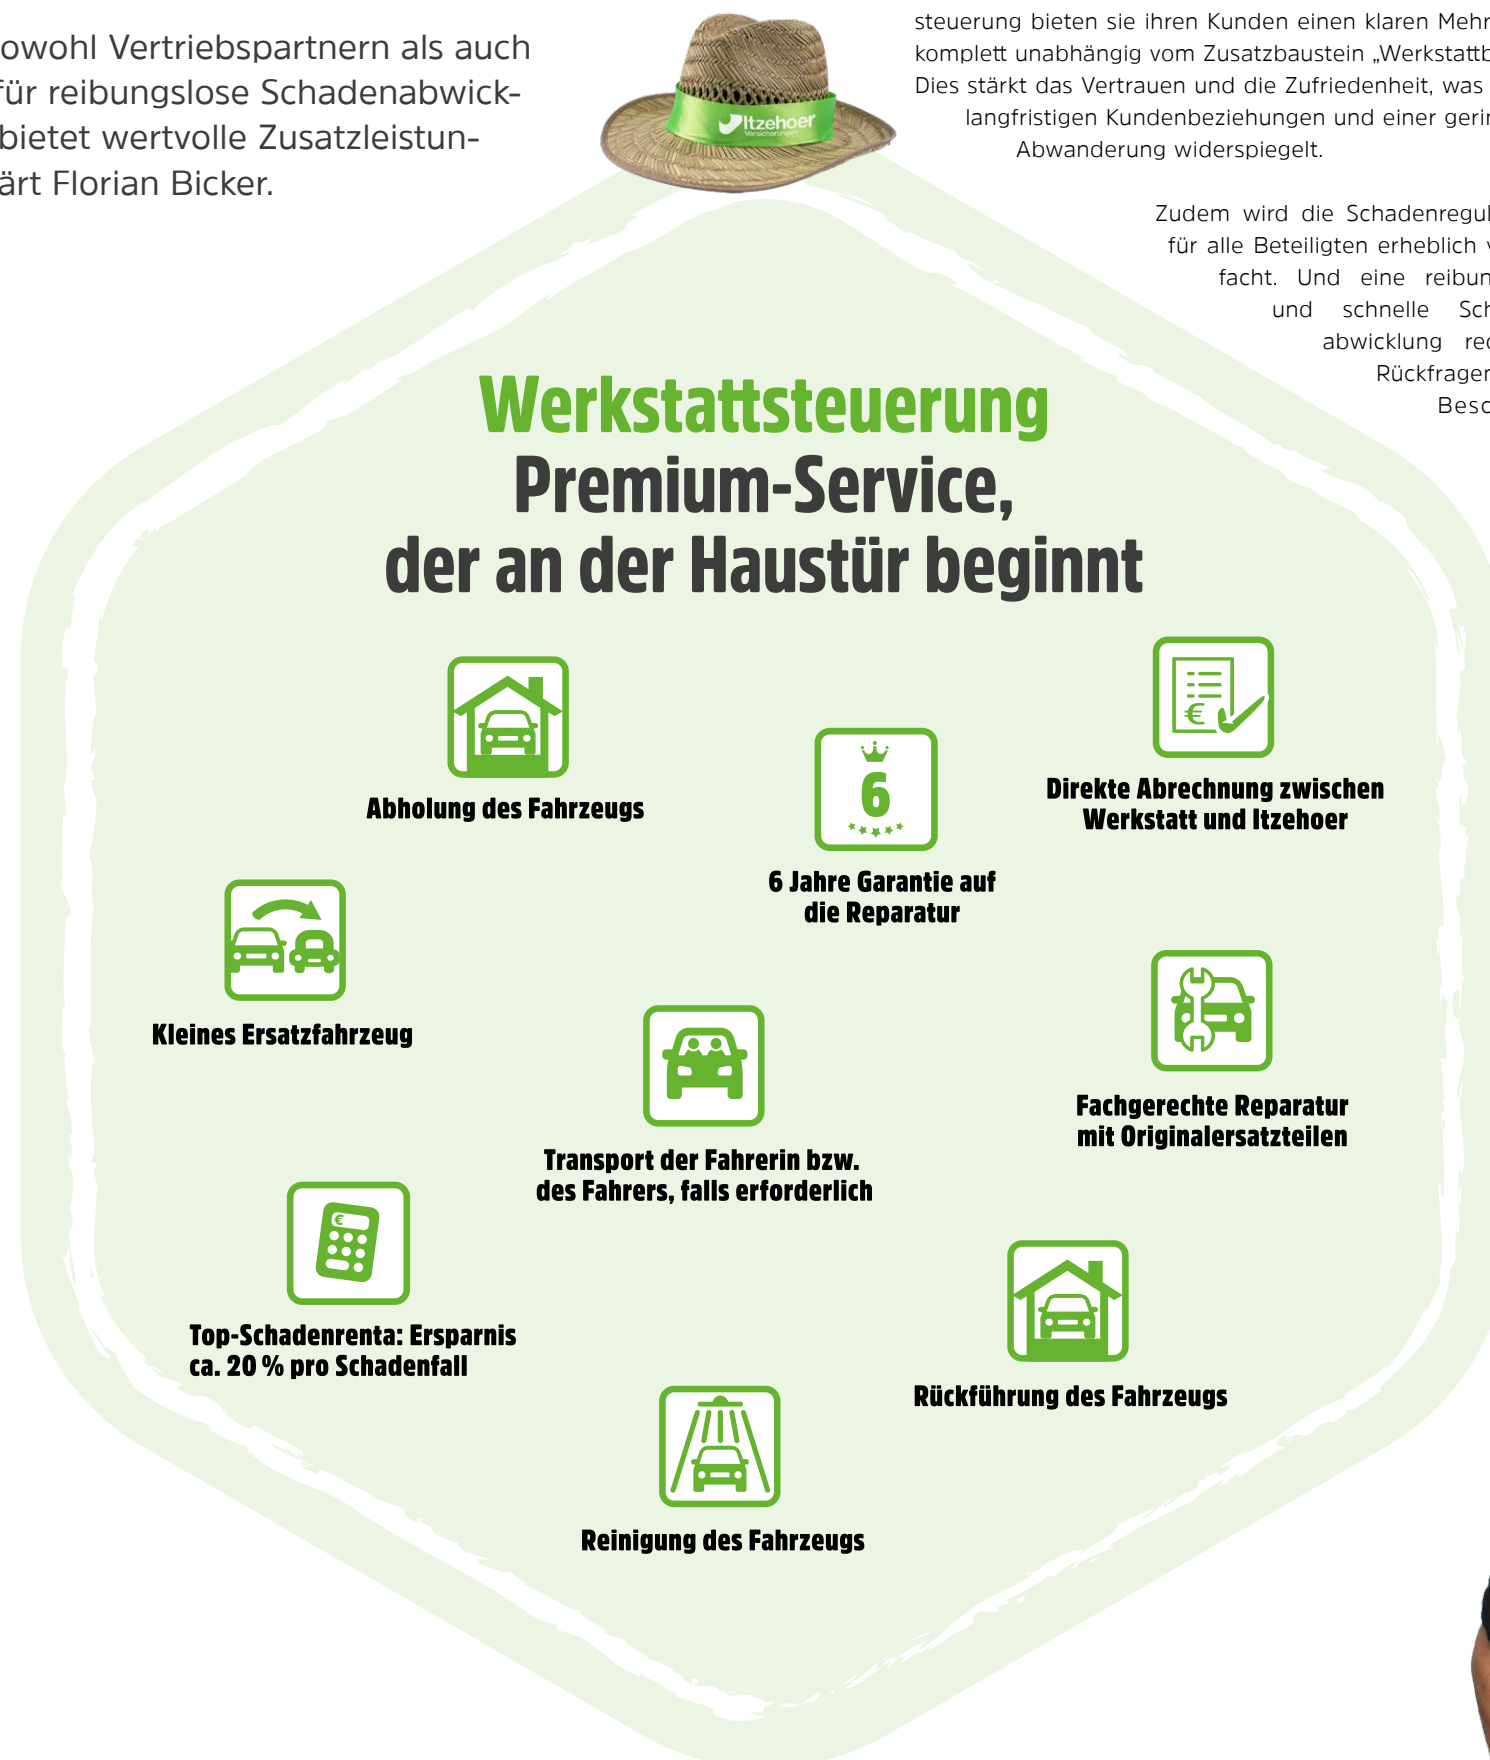 sowohl Vertriebspartnern als auch
für reibungslose Schadenabwick-
bietet wertvolle Zusatzleistun-
Florian Bicker.
Itzehoer
Versicherungen
steuerung bieten sie ihren Kunden einen klaren
komplett unabhängig vom Zusatzbaustein
Dies stärkt das Vertrauen und die Zufriedenheit, was
langfristigen Kundenbeziehungen und einer
Abwanderung widerspiegelt.
Zudem wird die
für alle Beteiligten erheblich
facht. Und eine
und schnelle
abwicklung
Werkstattsteuerung
Premium-Service,
der an der Haustür beginnt
Abholung des Fahrzeugs
6
6 Jahre Garantie auf
die Reparatur
€
Direkte Abrechnung zwischen
Werkstatt und Itzehoer
Kleines Ersatzfahrzeug
Transport der Fahrerin bzw.
des Fahrers, falls erforderlich
Fachgerechte Reparatur
mit Originalersatzteilen
€
Top-Schadenrenta: Ersparnis
ca. 20 % pro Schadenfall
Rückführung des Fahrzeugs
Reinigung des Fahrzeugs